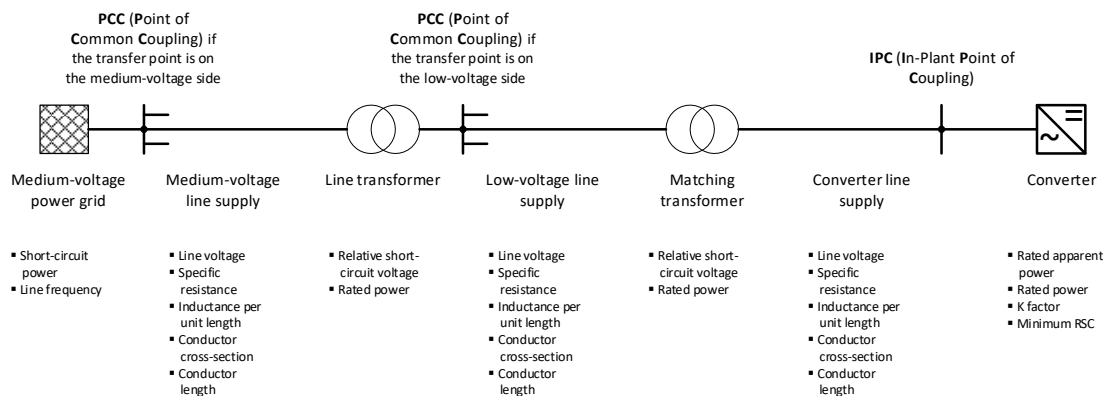 PCC (Point of
Common Coupling) if
the transfer point is on
the medium-voltage side
PCC (Point of
Common Coupling) if
the transfer point is on
the low-voltage side
IPC (In-Plant Point of
Coupling)
Medium-voltage
power grid
Medium-voltage
line supply
Line transformer
Low-voltage line
supply
Matching
transformer
Converter line
supply
Converter
▪ Short-circuit
power
▪ Line frequency
▪ Line voltage
▪ Specific
resistance
▪ Inductance per
unit length
▪ Conductor
cross-section
▪ Conductor
length
▪ Relative short-
circuit voltage
▪ Rated power
▪ Line voltage
▪ Specific
resistance
▪ Inductance per
unit length
▪ Conductor
cross-section
▪ Conductor
length
▪ Relative short-
circuit voltage
▪ Rated power
▪ Line voltage
▪ Specific
resistance
▪ Inductance per
unit length
▪ Conductor
cross-section
▪ Conductor
length
▪ Rated apparent
power
▪ Rated power
▪ K factor
▪ Minimum RSC